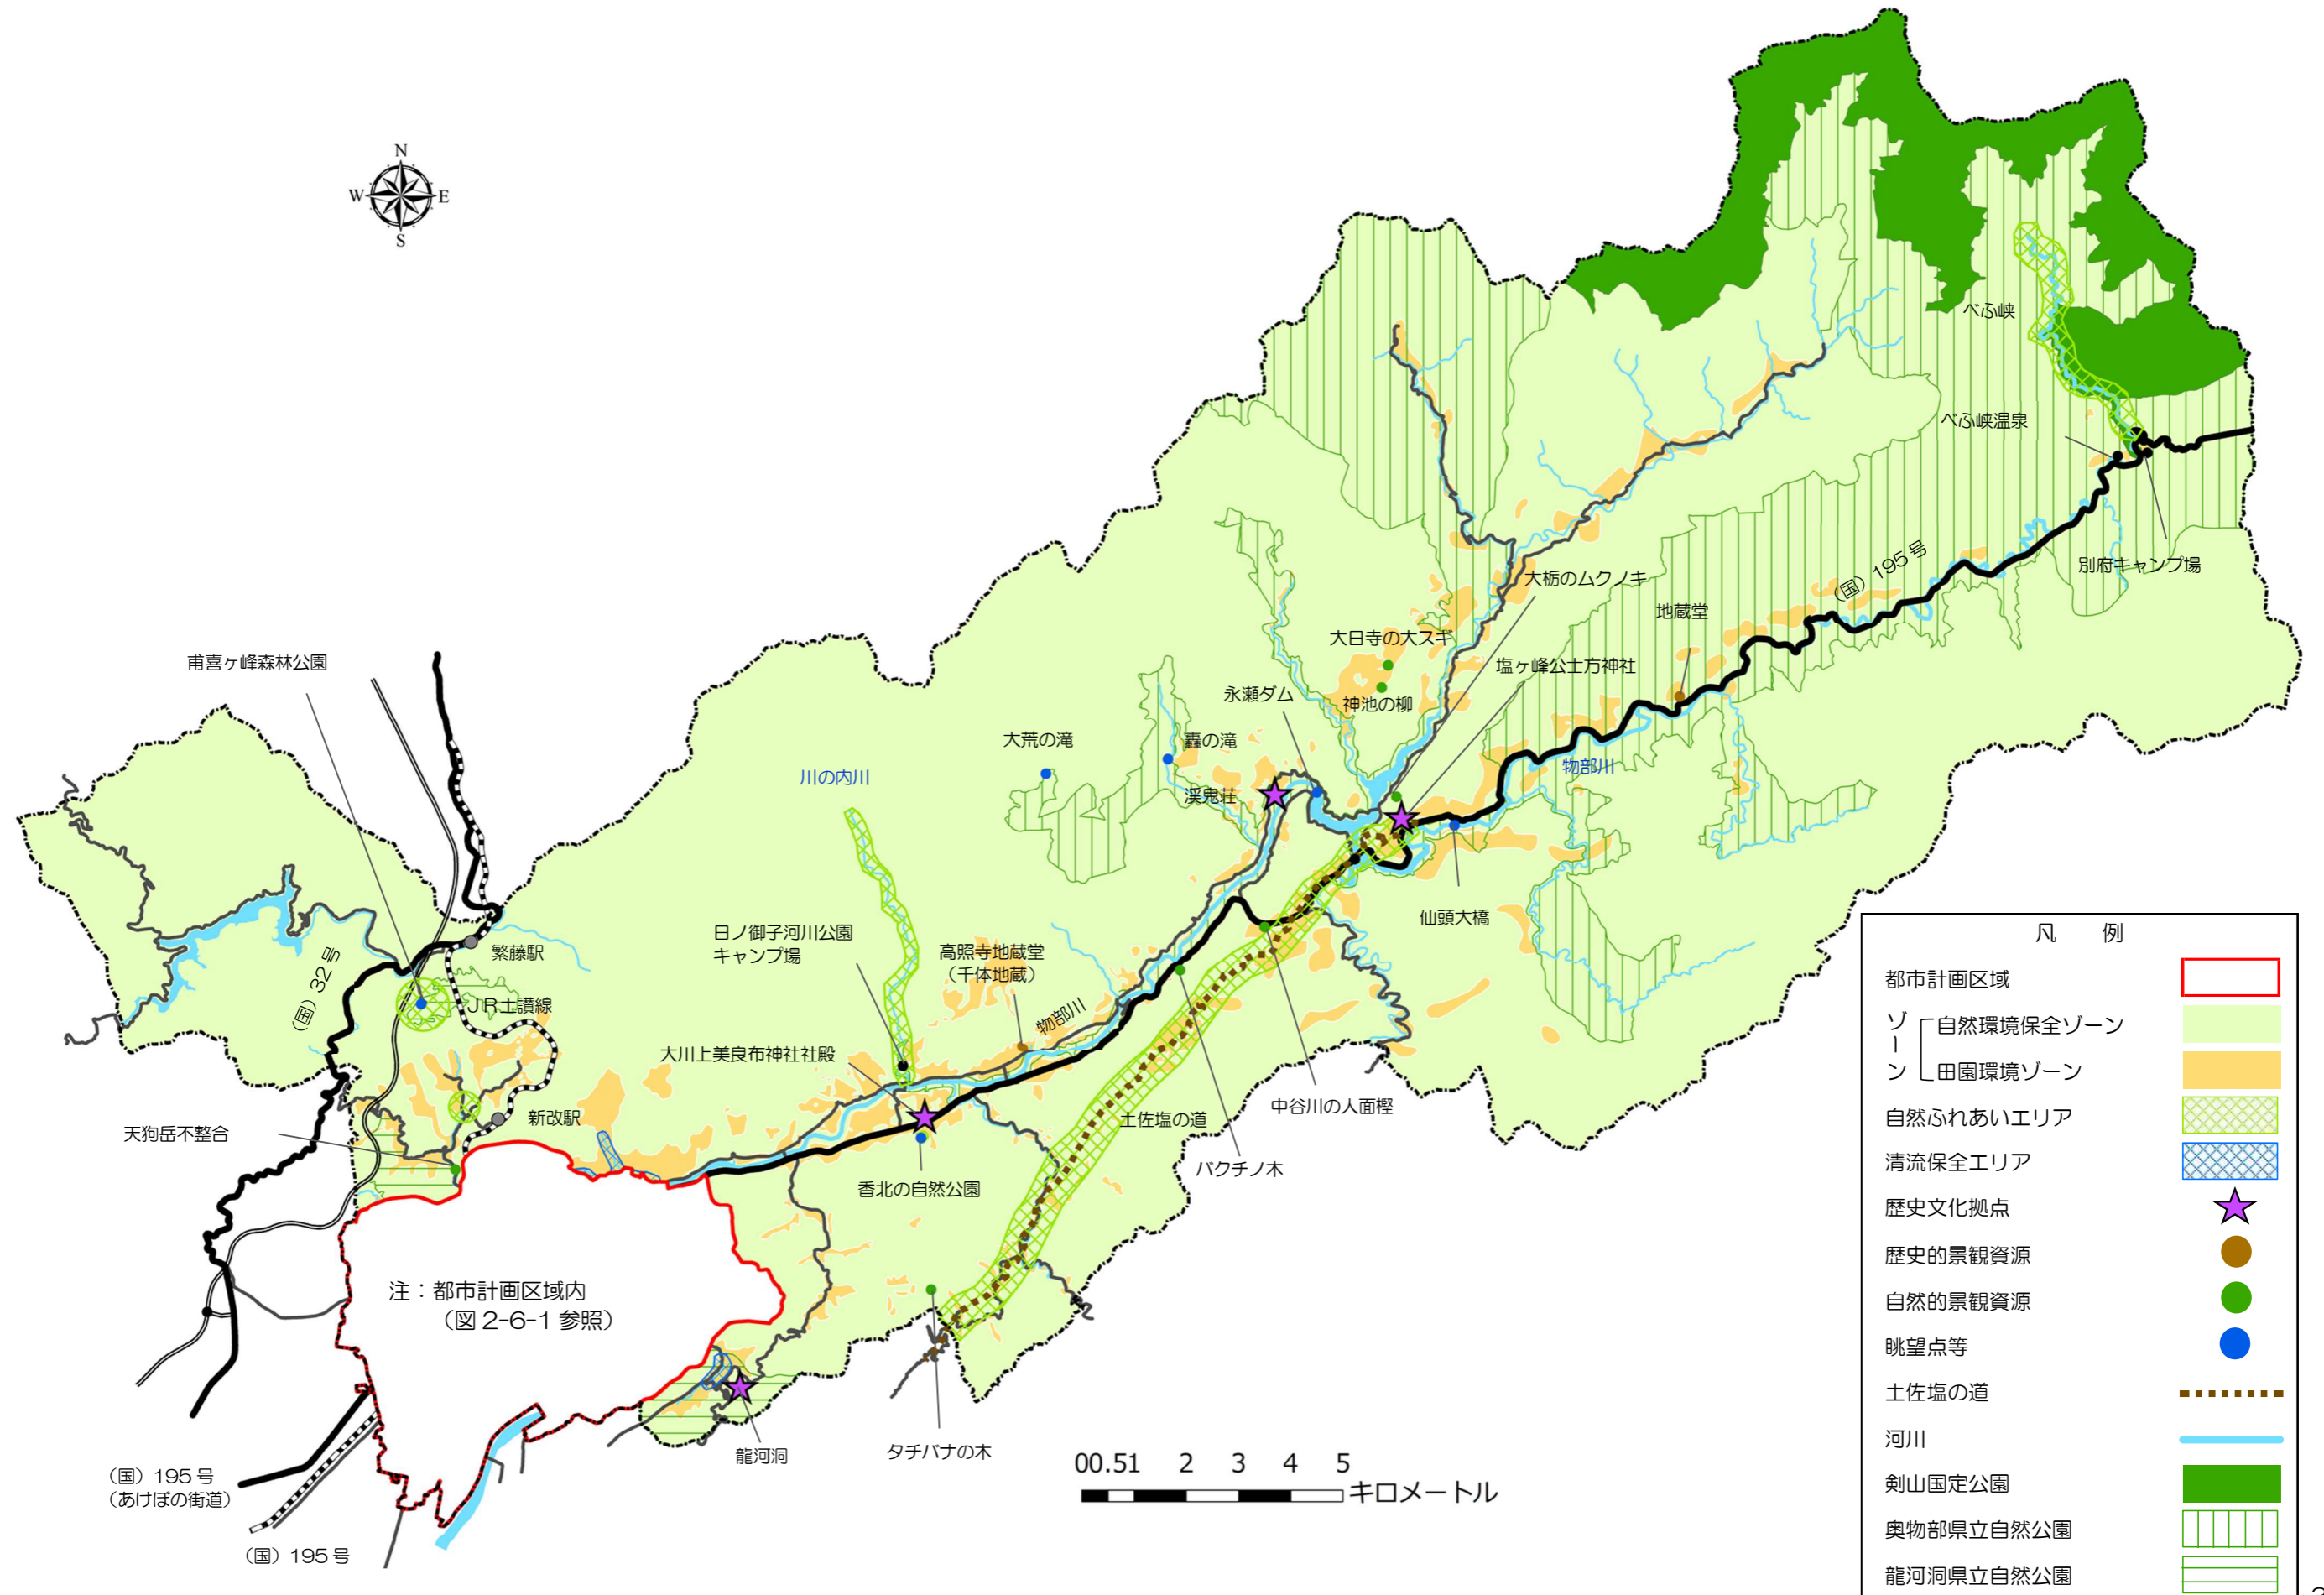 N
W
E
S
べふ峡
べふ峡温泉
(国)195号
別府キャンプ場
大栃のムクノキ
地蔵堂
大日寺の大スギ
塩ヶ峰公士方神社
甫喜ヶ峰森林公園
永瀬ダム
神池の柳
大荒の滝
轟の滝
川の内川
物部川
渓鬼荘
仙頭大橋
日ノ御子河川公園
キャンプ場
高照寺地蔵堂
(千体地蔵)
繁藤駅
(国)32号
JR土讃線
物部川
大川上美良布神社社殿
中谷川の人面樫
新改駅
土佐塩の道
天狗岳不整合
バクチノ木
香北の自然公園
注:都市計画区域内
(図2-6-1参照)
龍河洞
タチバナの木
(国)195号
(あけぼの街道)
(国)195号
00.51 2 3 4 5
キロメートル
凡 例
都市計画区域
ゾーン
自然環境保全ゾーン
田園環境ゾーン
自然ふれあいエリア
清流保全エリア
歴史文化拠点
歴史的景観資源
自然的景観資源
眺望点等
土佐塩の道
河川
剣山国定公園
奥物部県立自然公園
龍河洞県立自然公園